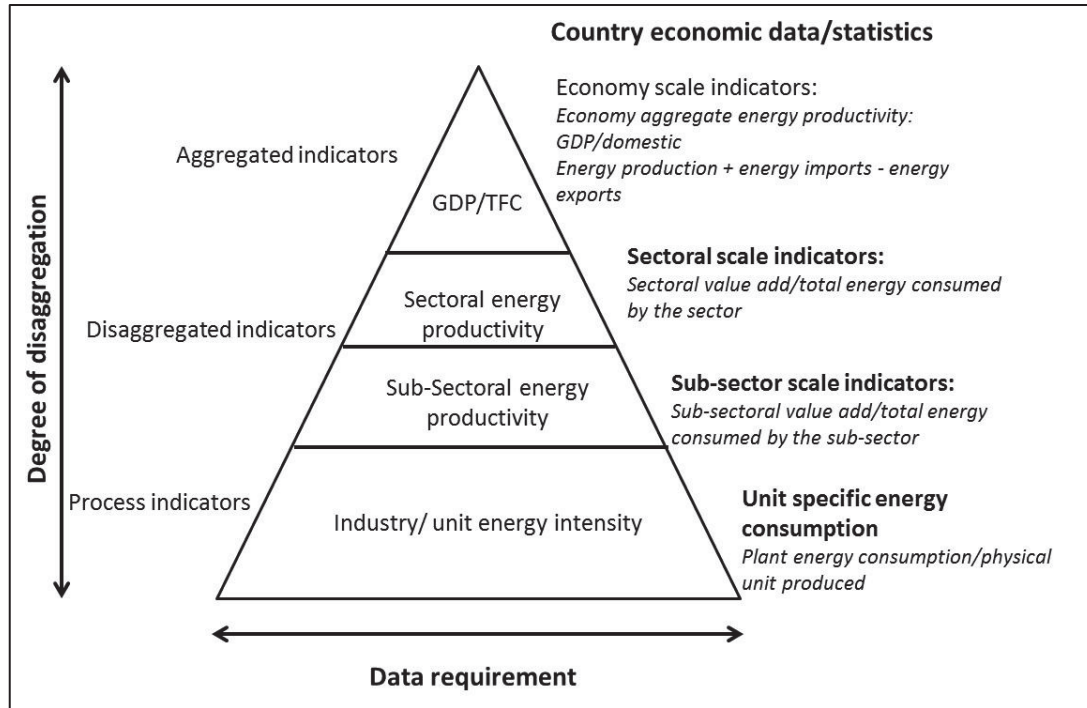 Country economic data/statistics
Economy scale indicators:
Economy aggregate energy productivity:
GDP/domestic
Energy production + energy imports - energy
exports
Aggregated indicators
GDP/TFC
Degree of disaggregation
Sectoral scale indicators:
Sectoral value add/total energy consumed
by the sector
Sectoral energy
productivity
Disaggregated indicators
Sub-Sectoral energy
productivity
Sub-sector scale indicators:
Sub-sectoral value add/total energy
consumed by the sub-sector
Process indicators
Industry/ unit energy intensity
Unit specific energy
consumption
Plant energy consumption/physical
unit produced
Data requirement